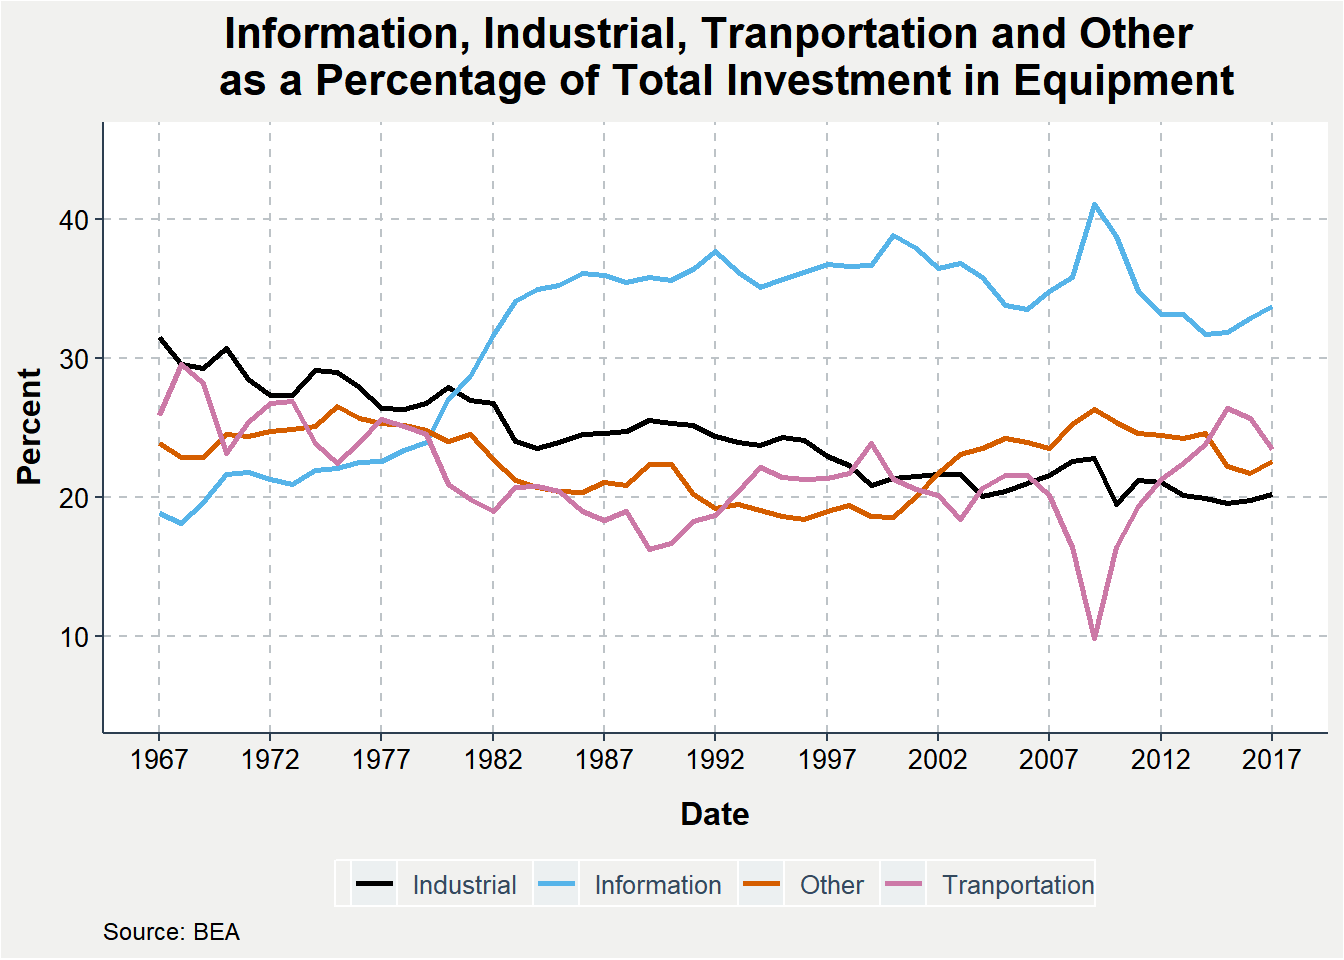 Information, Industrial, Tranportation and Other
as a Percentage of Total Investment in Equipment
Percent
40
30
20
10
1967 1972 1977 1982 1987 1992 1997 2002 2007 2012 2017
Date
Industrial Information Other Tranportation
Source: BEA